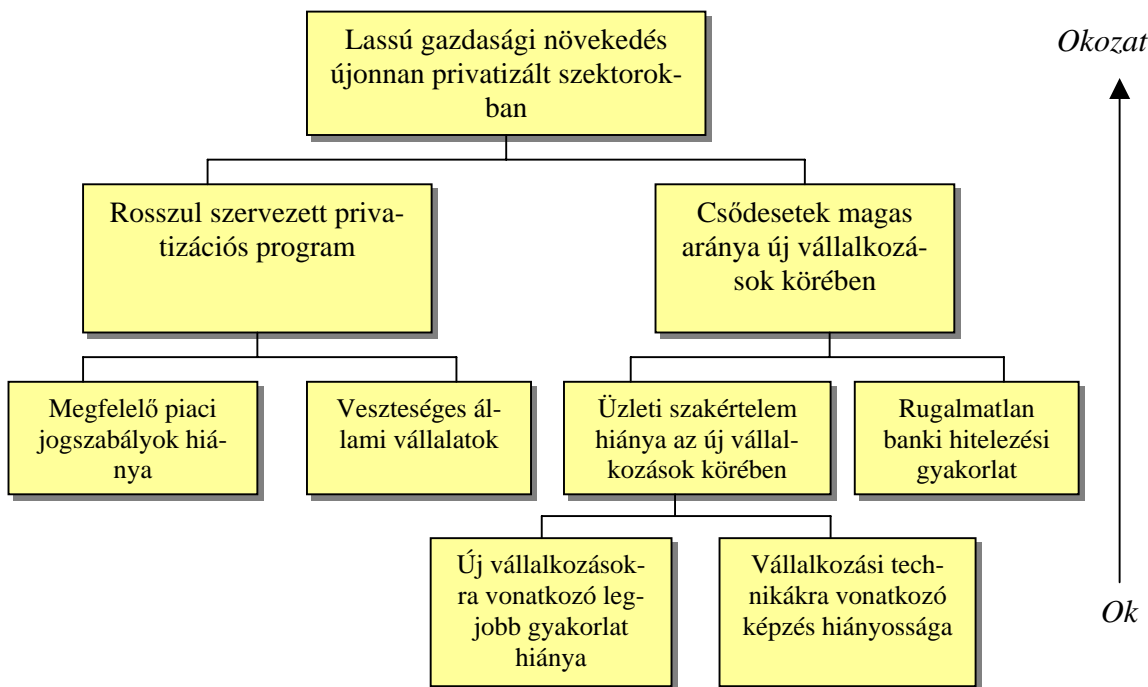 Lassú gazdasági növekedés
újonnan privatizált szektorok-
ban
Okozat
Rosszul szervezett priva-
tizációs program
Csődesetek magas
aránya új vállalkozá-
sok körében
Megfelelő piaci
jogszabályok hiá-
nya
Veszteséges ál-
lami vállalatok
Üzleti szakértelem
hiánya az új vállal-
kozások körében
Rugalmatlan
banki hitelezési
gyakorlat
Új vállalkozások-
ra vonatkozó leg-
jobb gyakorlat
hiánya
Vállalkozási tech-
nikákra vonatkozó
képzés hiányossága
Ok